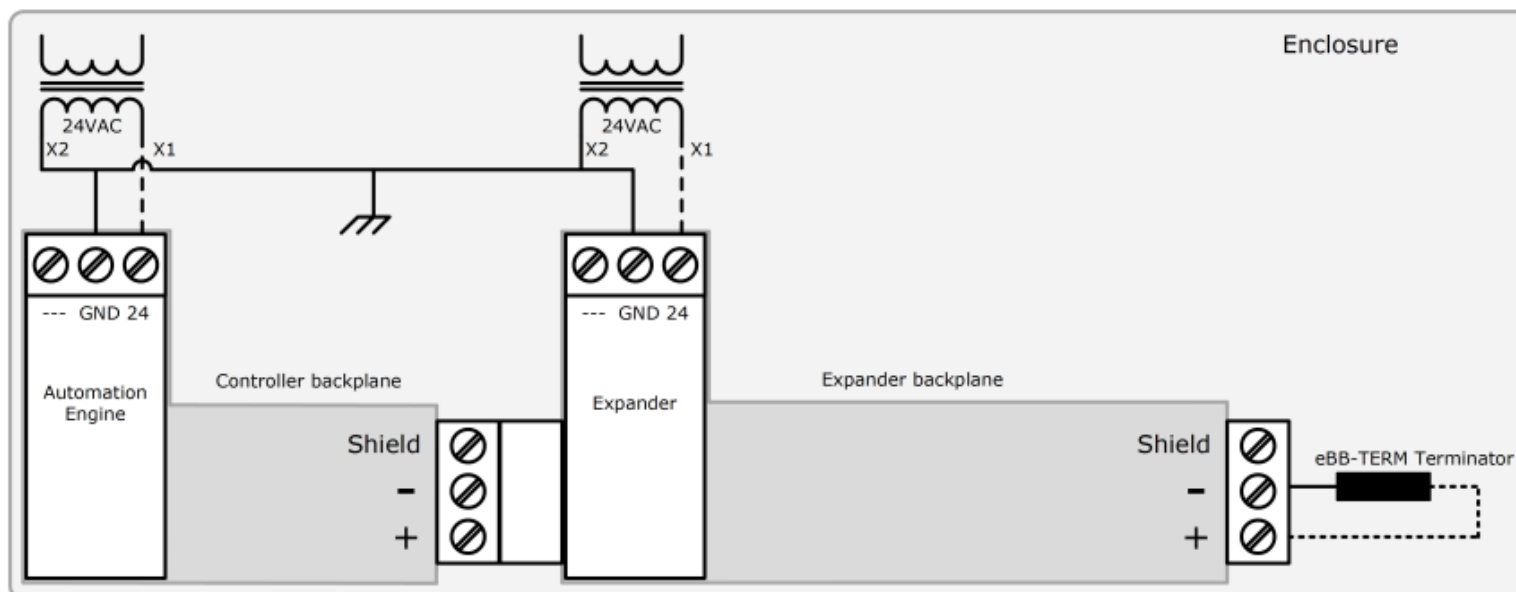 Enclosure
24VAC
X2
X1
24VAC
X2
X1
--- GND 24
--- GND 24
Automation
Engine
Controller backplane
Expander
Expander backplane
Shield
-
+
Shield
-
+
eBB-TERM Terminator